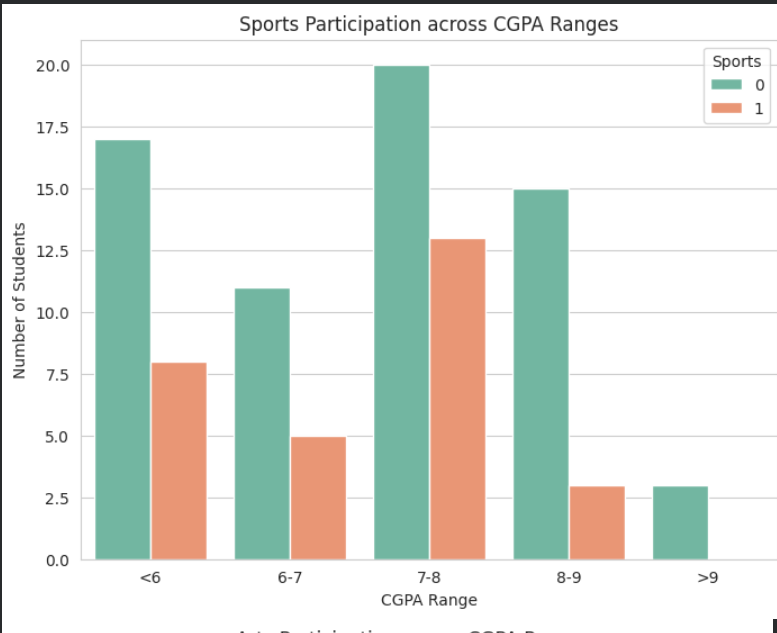 Sports Participation across CGPA Ranges
Sports
0
1
20.0
17.5
15.0
12.5
10.0
7.5
5.0
2.5
0.0
Number of Students
<6 6-7 7-8 8-9 >9
CGPA Range